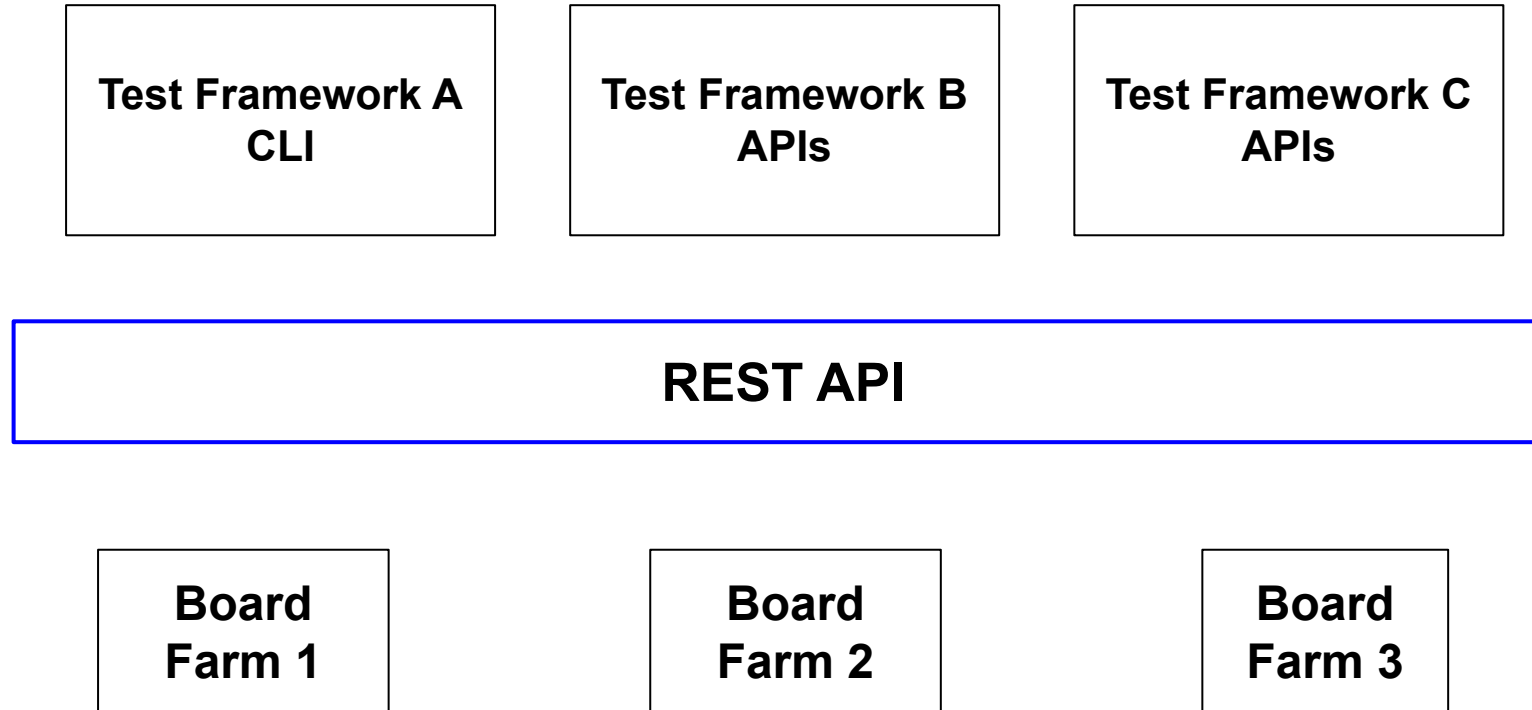 Test Framework A
CLI
Test Framework B
APIs
Test Framework C
APIs
REST API
Board
Farm 1
Board
Farm 2
Board
Farm 3